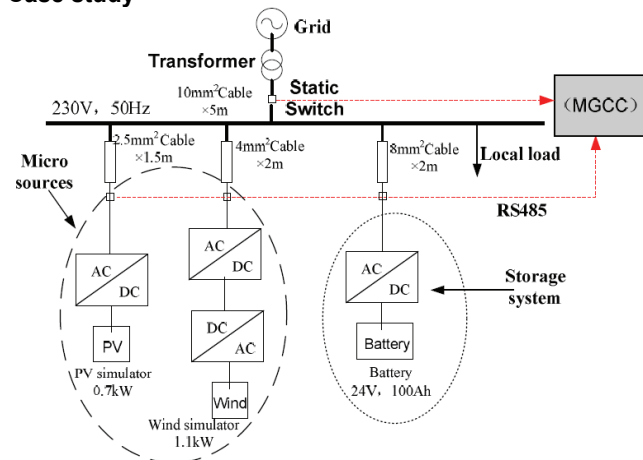 Case study
Grid
Transformer
10mm²Cable
×5m
Static
Switch
(MGCC)
230V, 50Hz
2.5mm²Cable
×1.5m
4mm²Cable
×2m
8mm²Cable
×2m
Local load
Micro
sources
RS485
AC
DC
AC
DC
AC
DC
Storage
system
DC
AC
PV
Battery
PV simulator
0.7kW
Wind
Battery
24V, 100Ah
Wind simulator
1.1kW